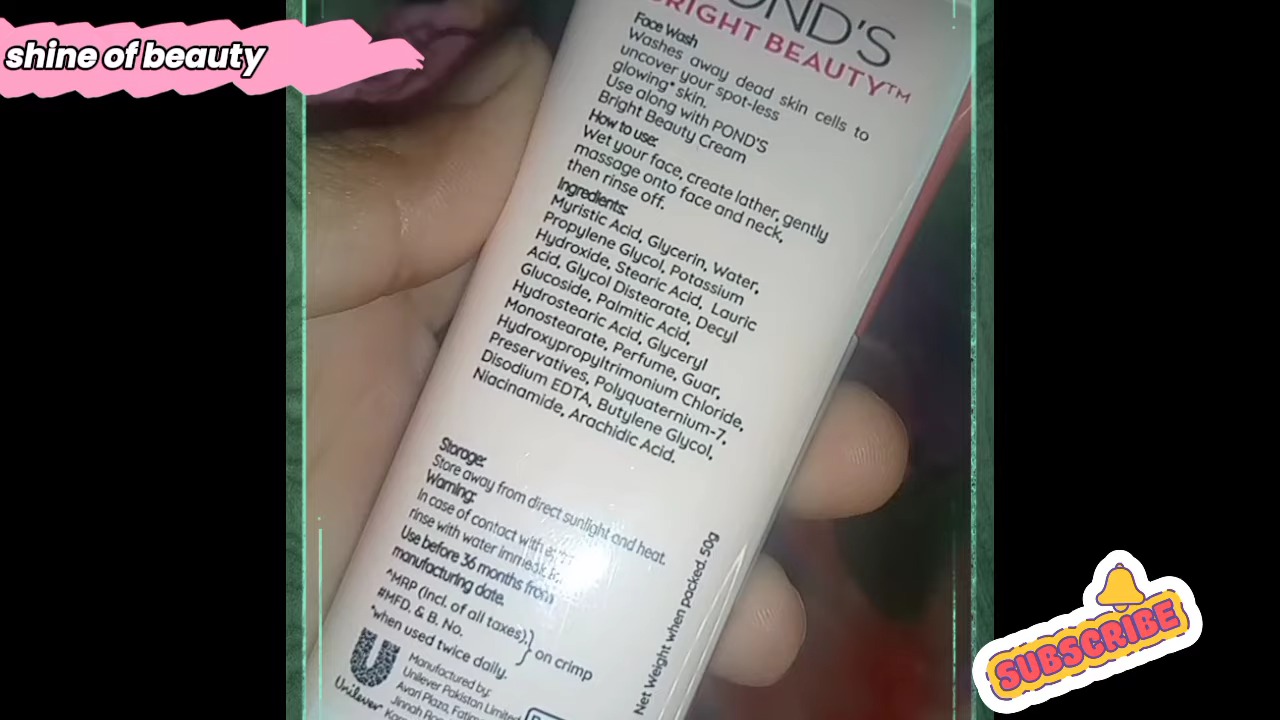 shine of beauty
POND'S
BRIGHT BEAUTY™
Face Wash
Washes away dead skin cells to
uncover your spot-less
glowing* skin.
Use along with POND'S
Bright Beauty Cream
How to use:
Wet your face, create lather, gently
massage onto face and neck,
then rinse off.
Ingredients:
Myristic Acid, Glycerin, Water,
Propylene Glycol, Potassium
Hydroxide, Stearic Acid, Lauric
Acid, Glycol Distearate, Decyl
Glucoside, Palmitic Acid,
Hydrostearic Acid, Glyceryl
Monostearate, Perfume, Guar,
Hydroxypropyltrimonium Chloride,
Preservatives, Polyquaternium-7,
Disodium EDTA, Butylene Glycol,
Niacinamide, Arachidic Acid.
Storage:
Store away from direct sunlight and heat.
Warning:
In case of contact with
rinse with water
Use before 36 months from
manufacturing date.
^MRP (Incl. of all taxes).
#MFD. & B. No.
on crimp
*when used twice daily.
Net Weight when packed. 50g
Unilever
Manufactured by:
Unilever Pakistan Limited
Avari Plaza,
Jinnah
SUBSCRIBE